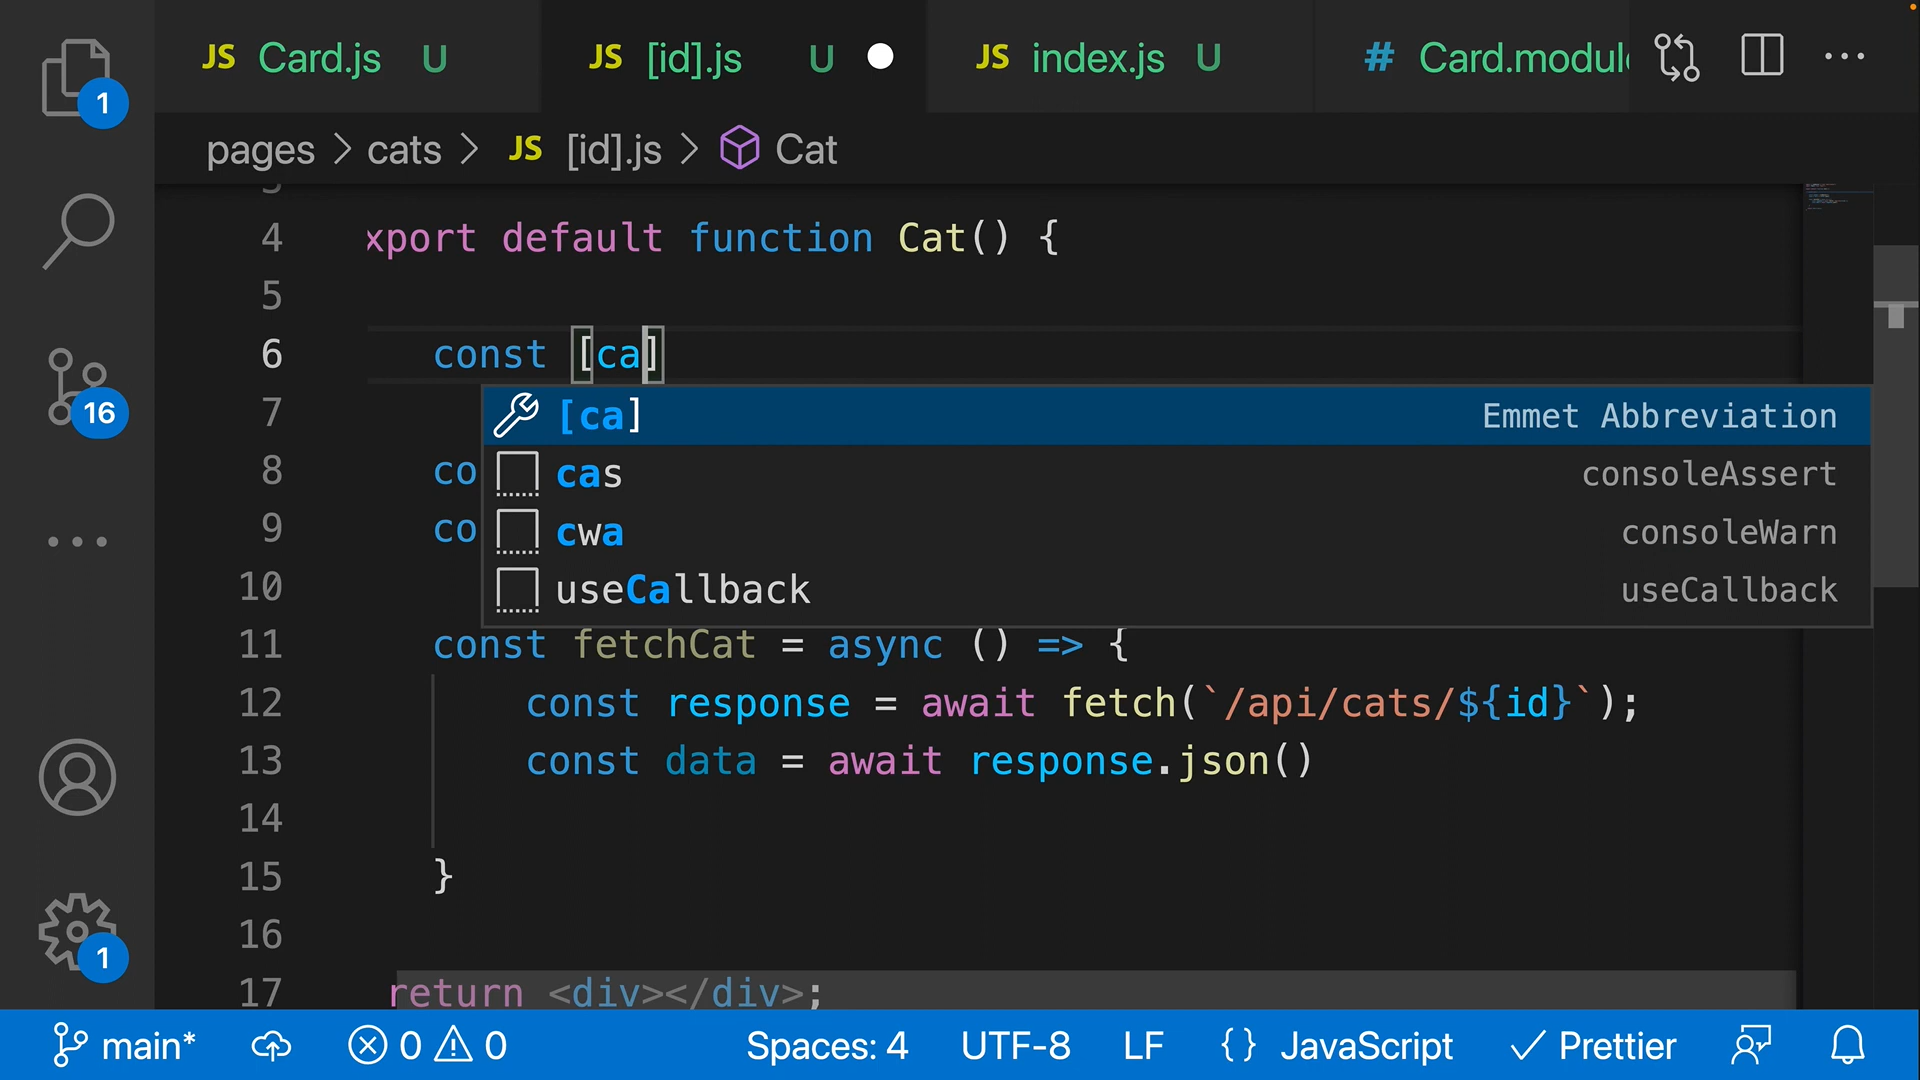 JS Card.js U JS [id].js U JS index.js U # Card.module
pages > cats > JS [id].js > Cat
4 xport default function Cat() {
5
6 const [ca]
7 [ca] Emmet Abbreviation
8 co cas consoleAssert
9 co cwa consoleWarn
10 useCallback useCallback
11 const fetchCat = async () => {
12 const response = await fetch(`/api/cats/${id}`);
13 const data = await response.json()
14
15 }
16
17 return <div></div>;
1
16
1
main* 0 0 Spaces: 4 UTF-8 LF {} JavaScript Prettier